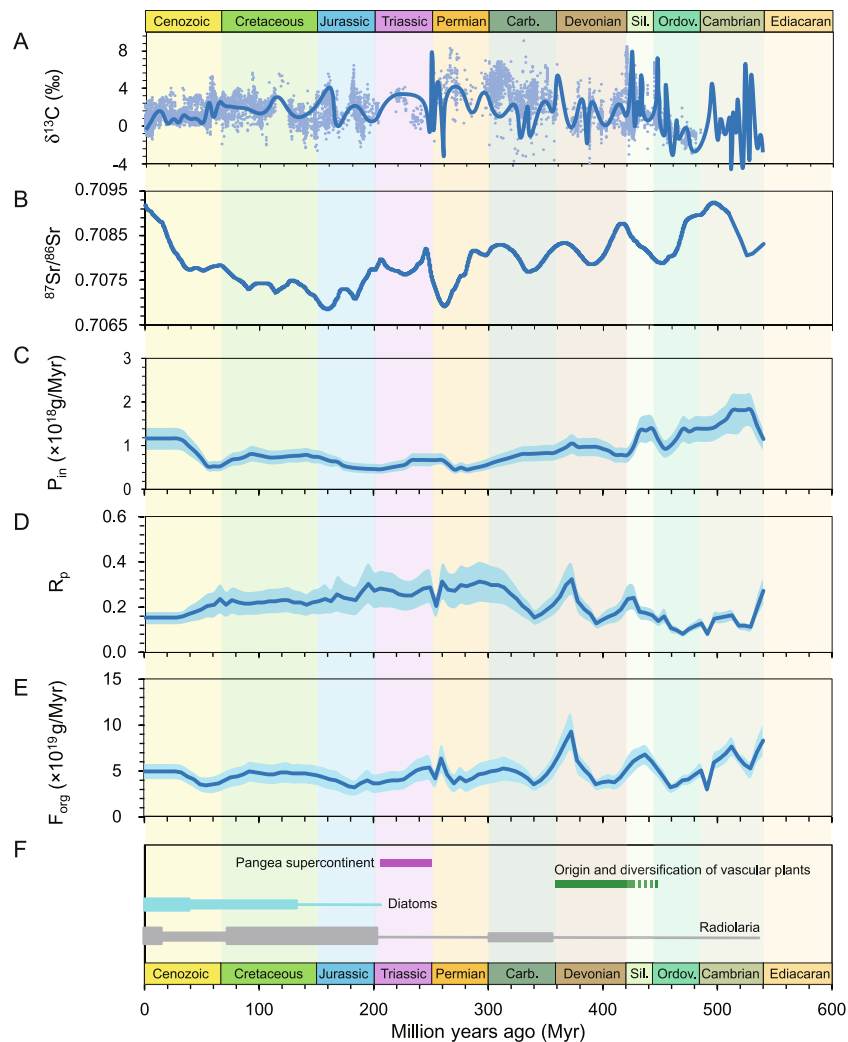 Cenozoic Cretaceous Jurassic Triassic Permian Carb. Devonian Sil. Ordov. Cambrian Ediacaran
A
δ¹³C (‰)
8
4
0
-4
B
⁸⁷Sr/⁸⁶Sr
0.7095
0.7085
0.7075
0.7065
C
Pin (×10¹⁸g/Myr)
3
2
1
0
D
Rp
0.6
0.4
0.2
0.0
E
Forg (×10¹⁹g/Myr)
15
10
5
0
F
Pangea supercontinent
Origin and diversification of vascular plants
Diatoms
Radiolaria
Cenozoic Cretaceous Jurassic Triassic Permian Carb. Devonian Sil. Ordov. Cambrian Ediacaran
0 100 200 300 400 500 600
Million years ago (Myr)